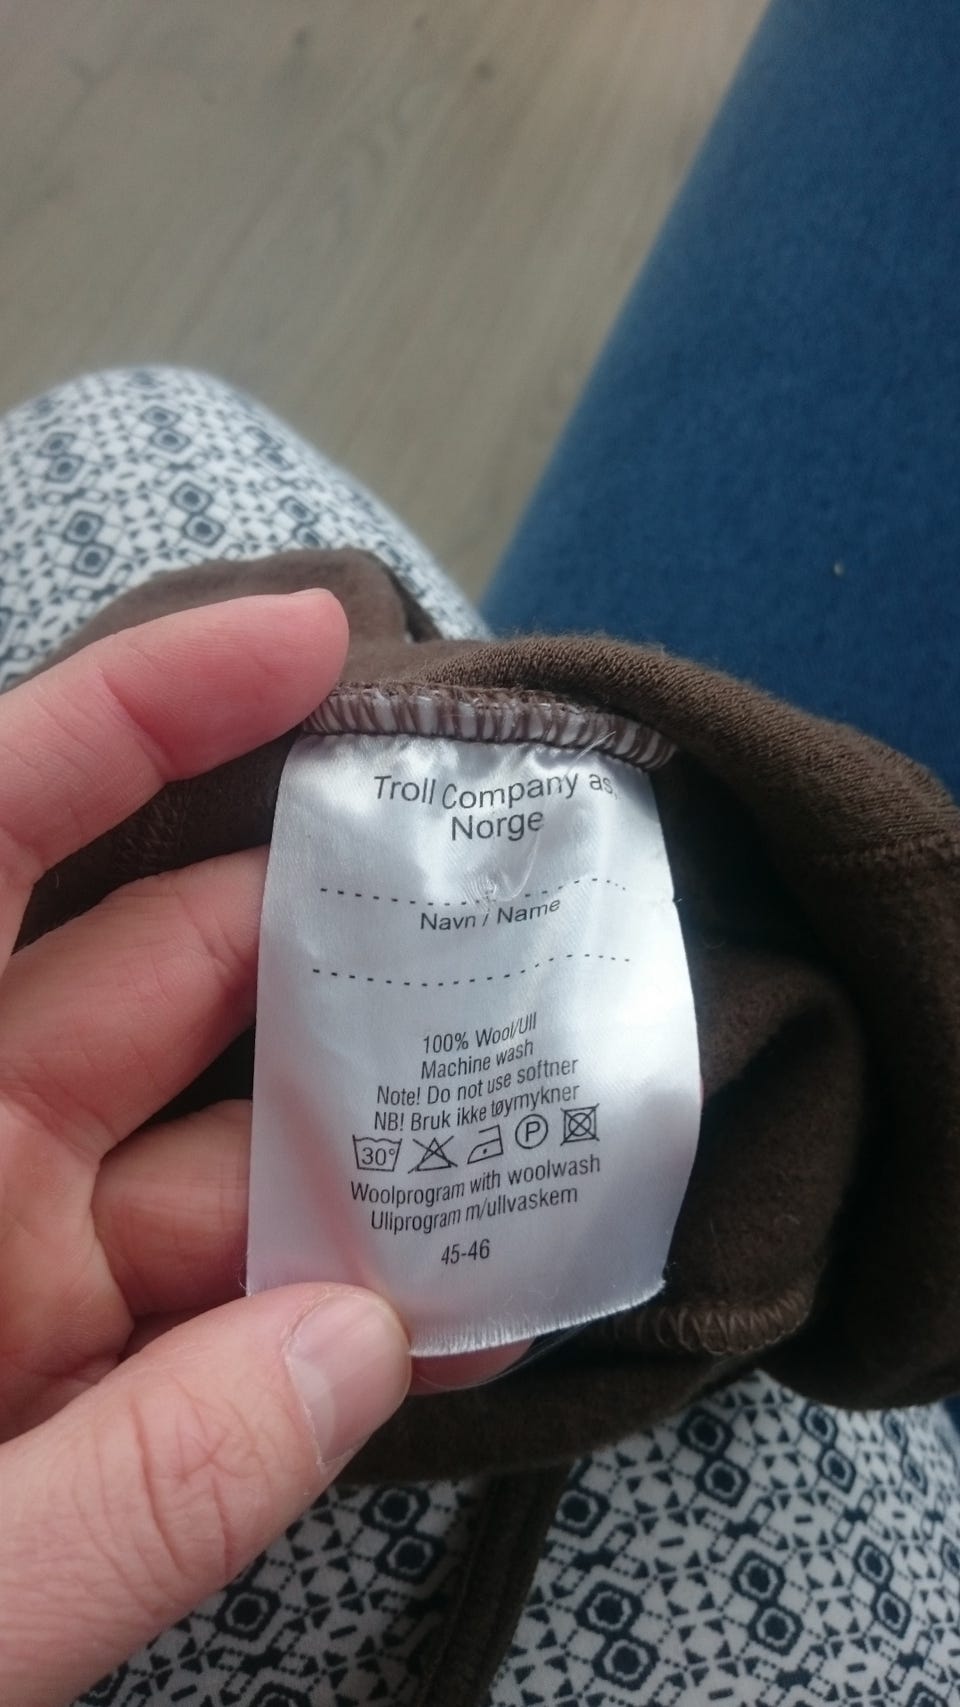 Troll Company as,
Norge
Navn / Name
100% Wool/Ull
Machine wash
Note! Do not use softner
NB! Bruk ikke tøymykner
30° P
Woolprogram with woolwash
Ullprogram m/ullvaskem
45-46